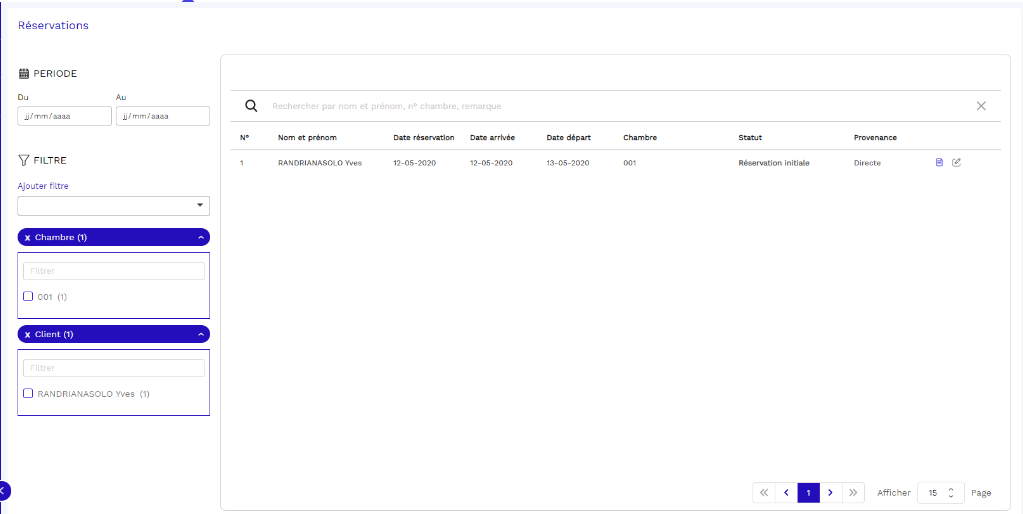 Réservations
PERIODE
Du Au
jj/mm/aaaa jj/mm/aaaa
FILTRE
Ajouter filtre
x Chambre (1)
Filtrer
001 (1)
x Client (1)
Filtrer
RANDRIANASOLO Yves (1)
Rechercher par nom et prénom, n° chambre, remarque
N° Nom et prénom Date réservation Date arrivée Date départ Chambre Statut Provenance
1 RANDRIANASOLO Yves 12-05-2020 12-05-2020 13-05-2020 001 Réservation initiale Directe
1 Afficher 15 Page